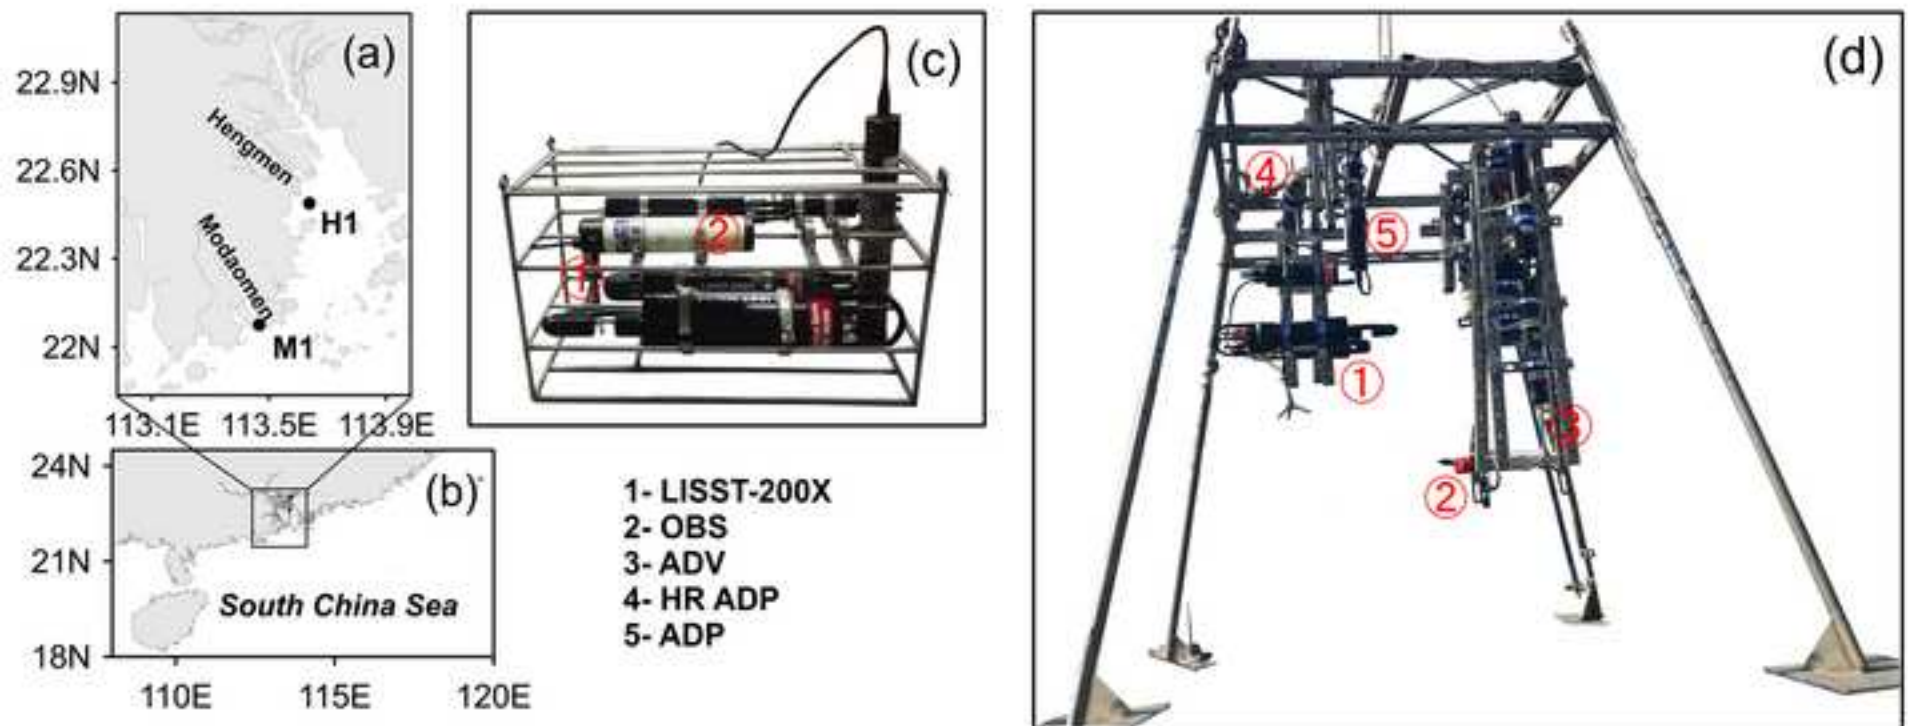 (a)
22.9N
22.6N
22.3N
22N
Hengmen
H1
Modaomen
M1
113.1E 113.5E 113.9E
(b)
24N
21N
18N
South China Sea
110E 115E 120E
(c)
②
①
1- LISST-200X
2- OBS
3- ADV
4- HR ADP
5- ADP
(d)
④
⑤
①
③
②